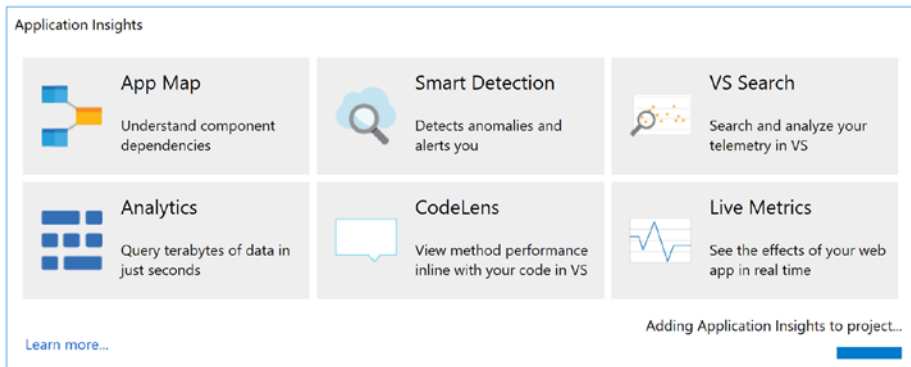 Application Insights
App Map
Understand component
dependencies
Smart Detection
Detects anomalies and
alerts you
VS Search
Search and analyze your
telemetry in VS
Analytics
Query terabytes of data in
just seconds
CodeLens
View method performance
inline with your code in VS
Live Metrics
See the effects of your web
app in real time
Adding Application Insights to project...
Learn more...